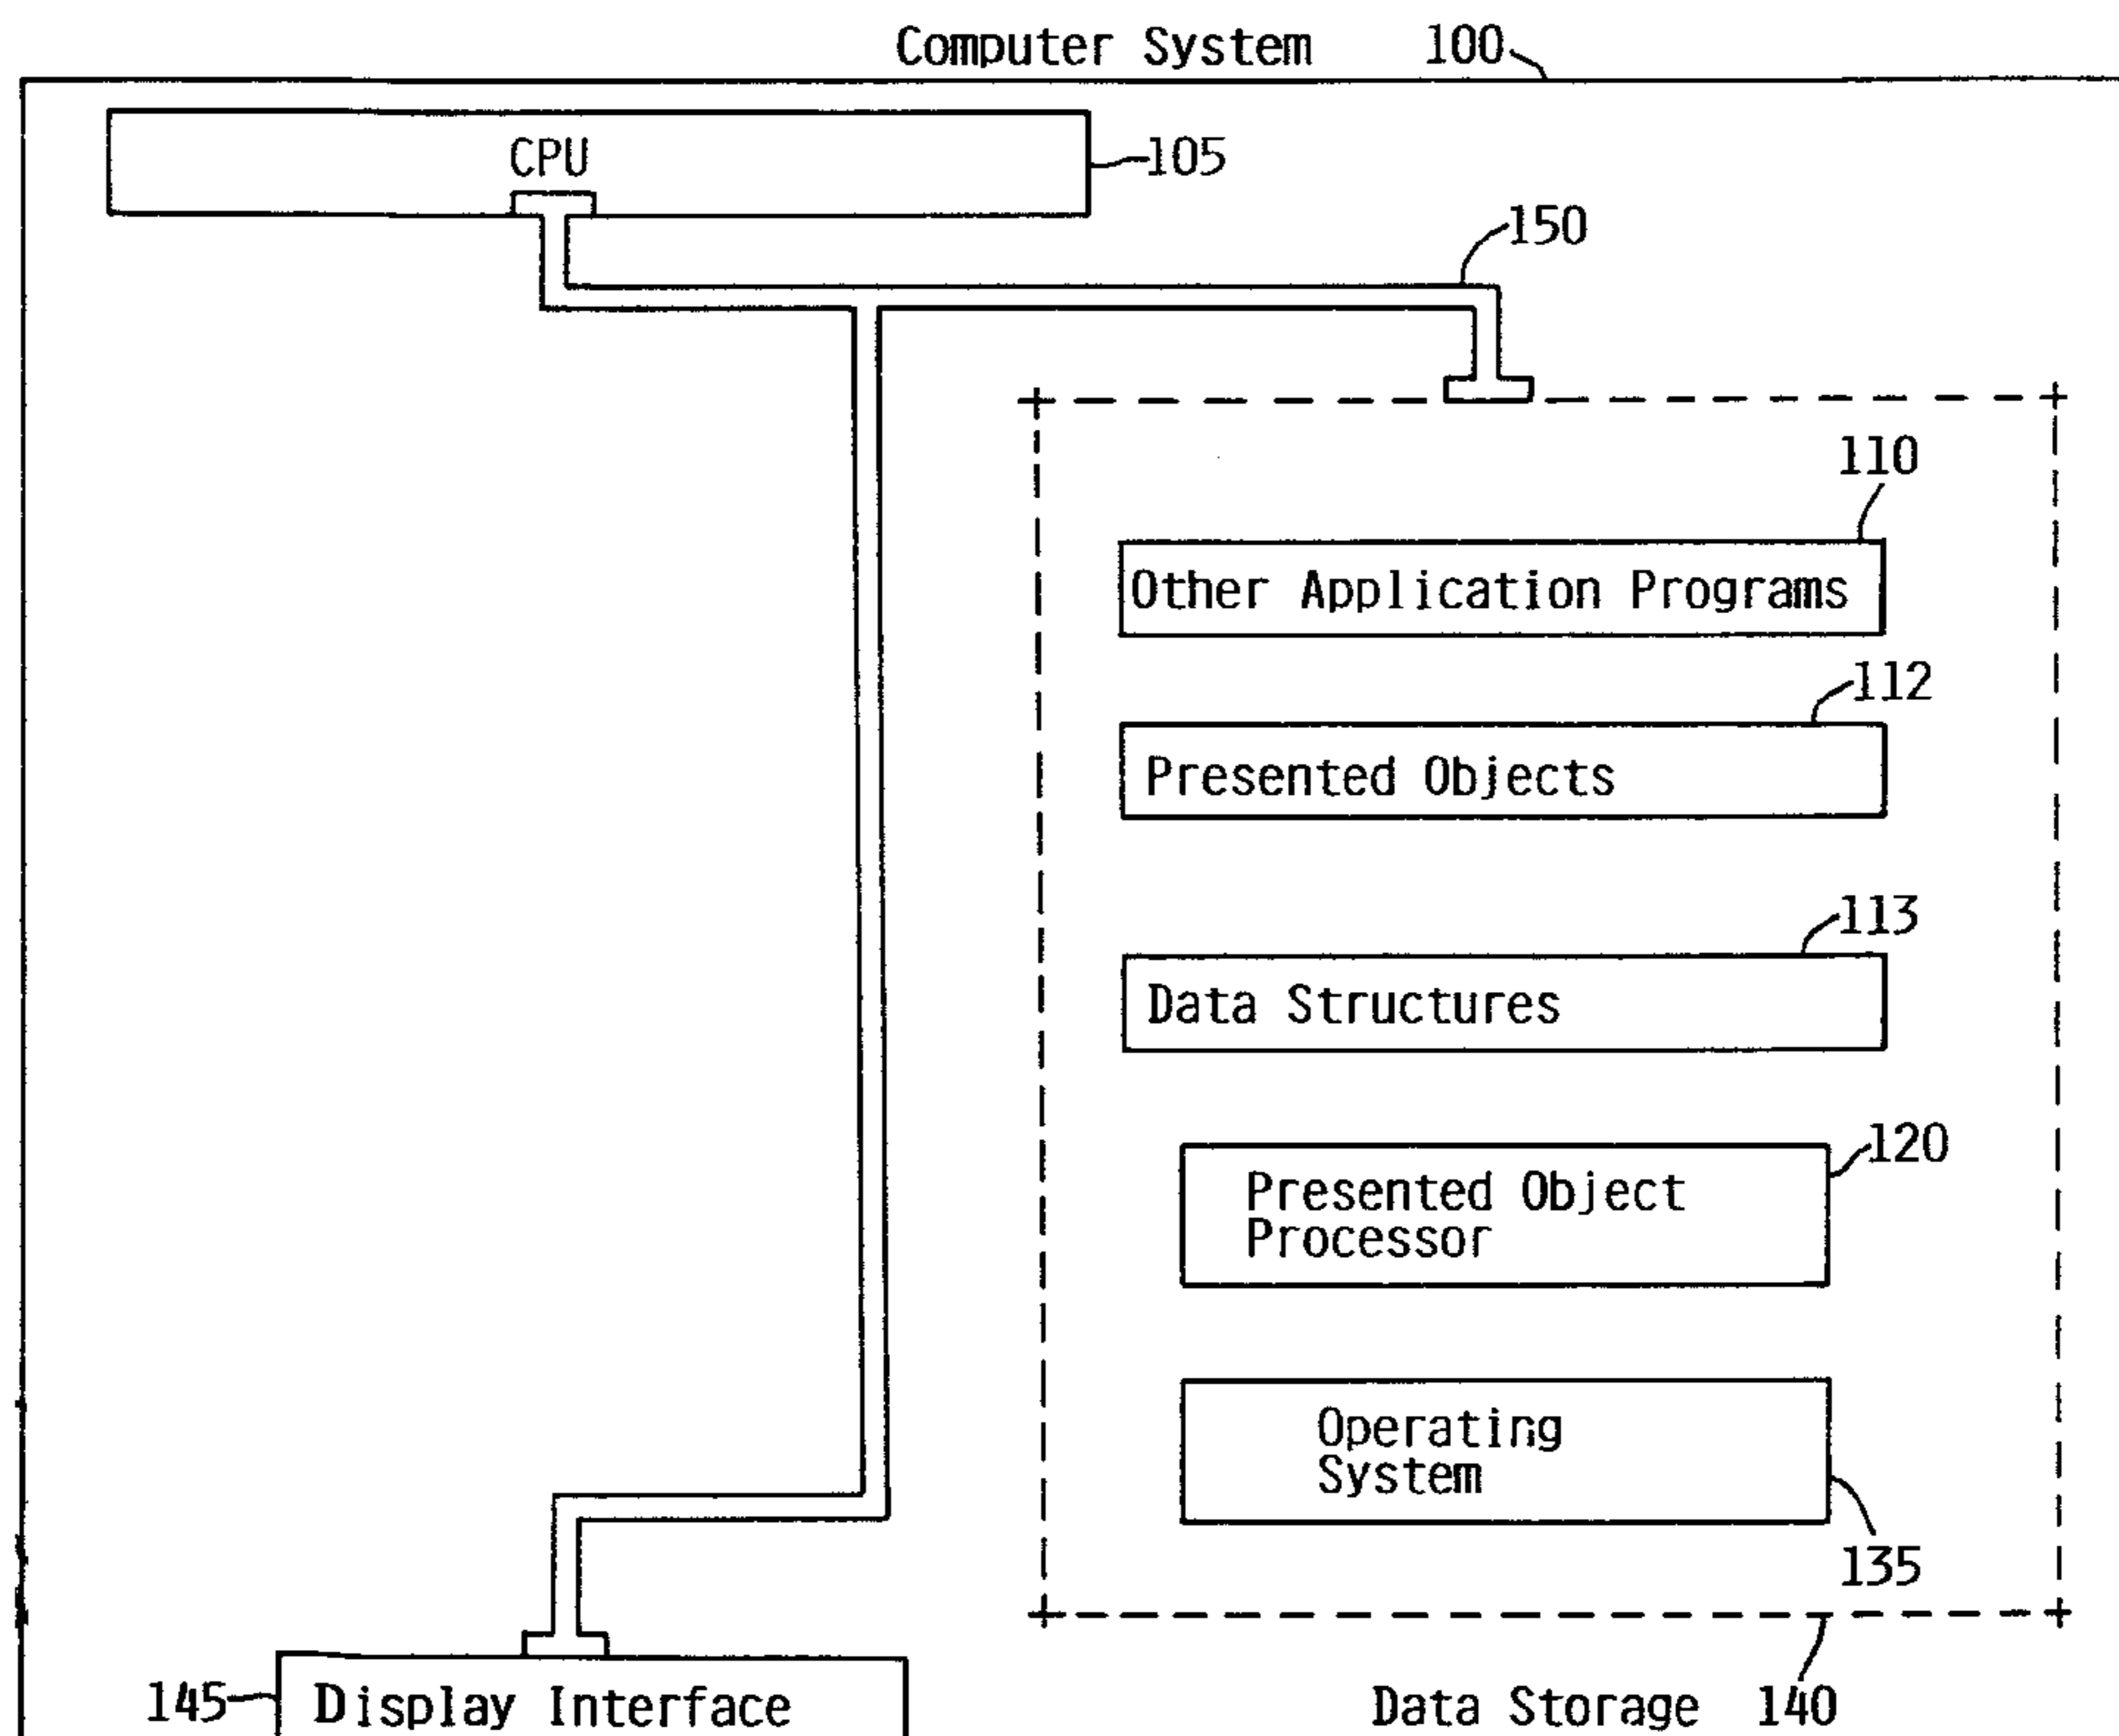 Computer System 100
CPU
105
150
110
Other Application Programs
112
Presented Objects
113
Data Structures
120
Presented Object
Processor
Operating
System
135
145 Display Interface
Data Storage 140